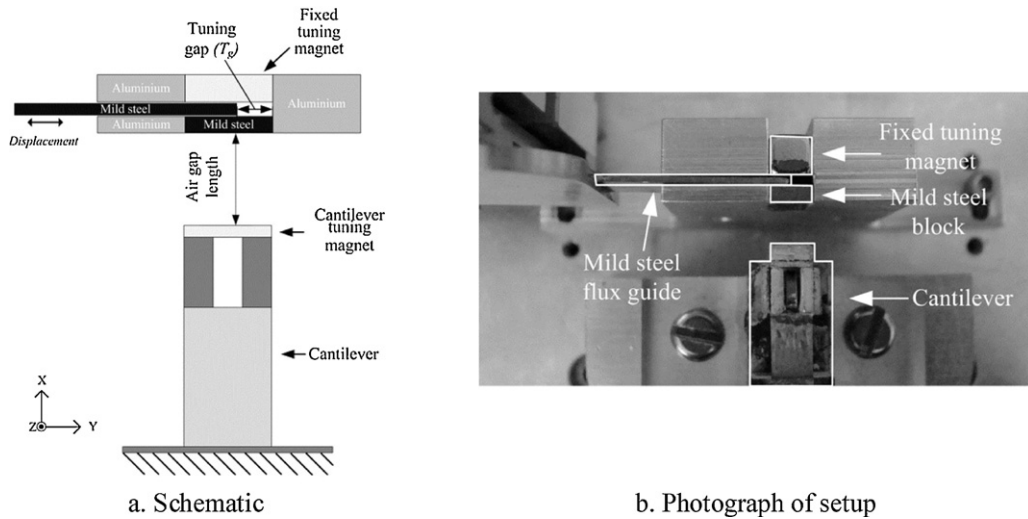 Tuning
gap (Tg)
Fixed
tuning
magnet
Aluminium
Aluminium
Mild steel
Aluminium
Mild steel
Displacement
Air gap
length
Cantilever
tuning
magnet
Cantilever
X
Z
Y
a. Schematic
Fixed tuning
magnet
Mild steel
block
Mild steel
flux guide
Cantilever
b. Photograph of setup